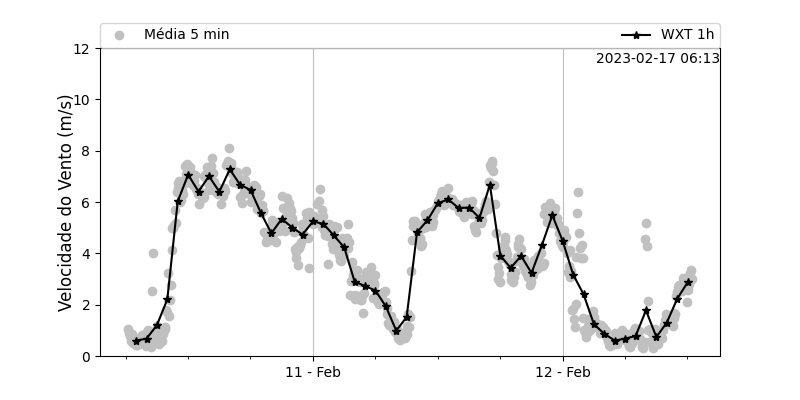 Média 5 min
WXT 1h
2023-02-17 06:13
Velocidade do Vento (m/s)
12
10
8
6
4
2
0
11 - Feb
12 - Feb